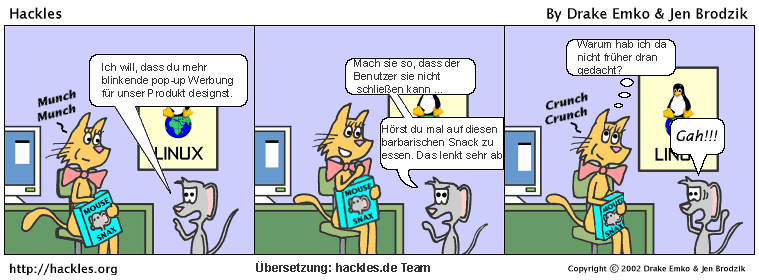 Hackles
By Drake Emko & Jen Brodzik
Ich will, dass du mehr
blinkende pop-up Werbung
für unser Produkt designst.
Munch
Munch
LINUX
MOUSE
SNAX
Mach sie so, dass der
Benutzer sie nicht
schließen kann ...
Hörst du mal auf diesen
barbarischen Snack zu
essen. Das lenkt sehr ab
LINUX
MOUSE
SNAX
Warum hab ich da
nicht früher dran
gedacht?
Crunch
Crunch
Gah!!!
LINU
MOUSE
SNAX
http://hackles.org
Übersetzung: hackles.de Team
Copyright © 2002 Drake Emko & Jen Brodzik